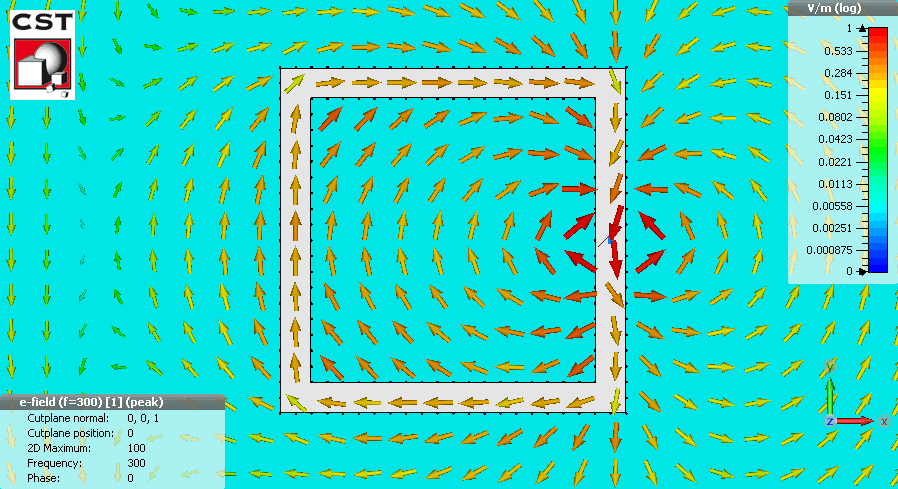 CST
V/m (log)
1
0.533
0.284
0.151
0.0802
0.0423
0.0221
0.0113
0.00558
0.00251
0.000875
0
e-field (f=300) [1] (peak)
Cutplane normal: 0, 0, 1
Cutplane position: 0
2D Maximum: 100
Frequency: 300
Phase: 0
Z
X